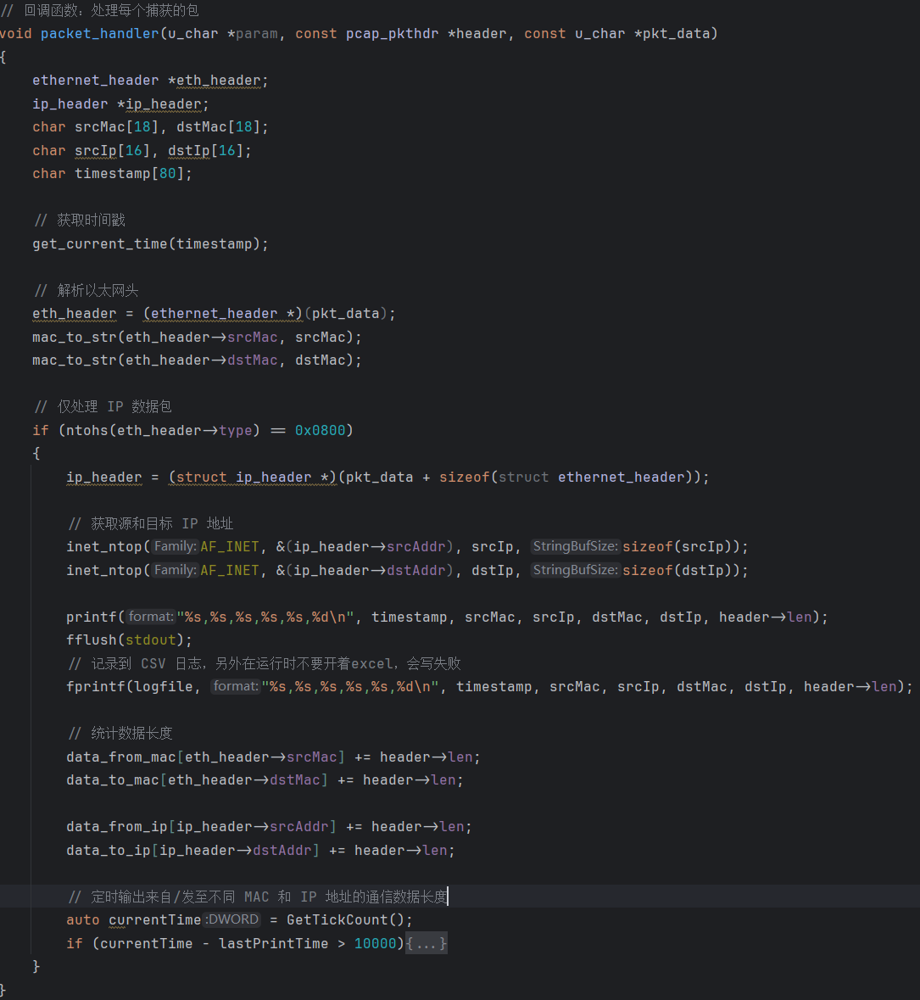 // 回调函数：处理每个捕获的包
void packet_handler(u_char *param, const pcap_pkthdr *header, const u_char *pkt_data)
{
    ethernet_header *eth_header;
    ip_header *ip_header;
    char srcMac[18], dstMac[18];
    char srcIp[16], dstIp[16];
    char timestamp[80];

    // 获取时间戳
    get_current_time(timestamp);

    // 解析以太网头
    eth_header = (ethernet_header *)(pkt_data);
    mac_to_str(eth_header->srcMac, srcMac);
    mac_to_str(eth_header->dstMac, dstMac);

    // 仅处理 IP 数据包
    if (ntohs(eth_header->type) == 0x0800)
    {
        ip_header = (struct ip_header *)(pkt_data + sizeof(struct ethernet_header));

        // 获取源和目标 IP 地址
        inet_ntop(Family: AF_INET, &(ip_header->srcAddr), srcIp, StringBufSize: sizeof(srcIp));
        inet_ntop(Family: AF_INET, &(ip_header->dstAddr), dstIp, StringBufSize: sizeof(dstIp));

        printf(format: "%s,%s,%s,%s,%s,%d\n", timestamp, srcMac, srcIp, dstMac, dstIp, header->len);
        fflush(stdout);
        // 记录到 CSV 日志，另外在运行时不要开着excel，会写失败
        fprintf(logfile, format: "%s,%s,%s,%s,%s,%d\n", timestamp, srcMac, srcIp, dstMac, dstIp, header->len);

        // 统计数据长度
        data_from_mac[eth_header->srcMac] += header->len;
        data_to_mac[eth_header->dstMac] += header->len;

        data_from_ip[ip_header->srcAddr] += header->len;
        data_to_ip[ip_header->dstAddr] += header->len;

        // 定时输出来自/发至不同 MAC 和 IP 地址的通信数据长度
        auto currentTime :DWORD = GetTickCount();
        if (currentTime - lastPrintTime > 10000){...}
    }
}